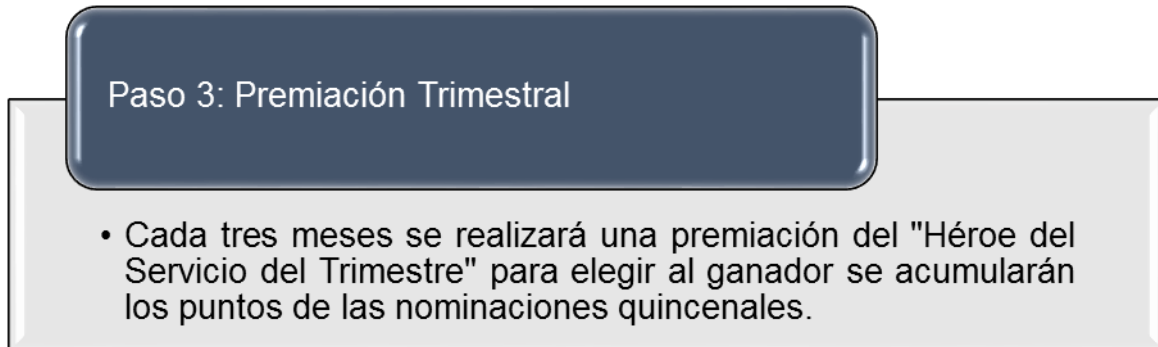 Paso 3: Premiación Trimestral
• Cada tres meses se realizará una premiación del "Héroe del
Servicio del Trimestre" para elegir al ganador se acumularán
los puntos de las nominaciones quincenales.